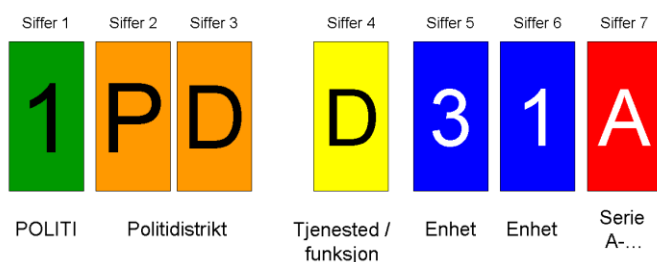 Siffer 1 Siffer 2 Siffer 3 Siffer 4 Siffer 5 Siffer 6 Siffer 7
1 P D D 3 1 A
POLITI Politidistrikt Tjenested / funksjon Enhet Enhet Serie A-...